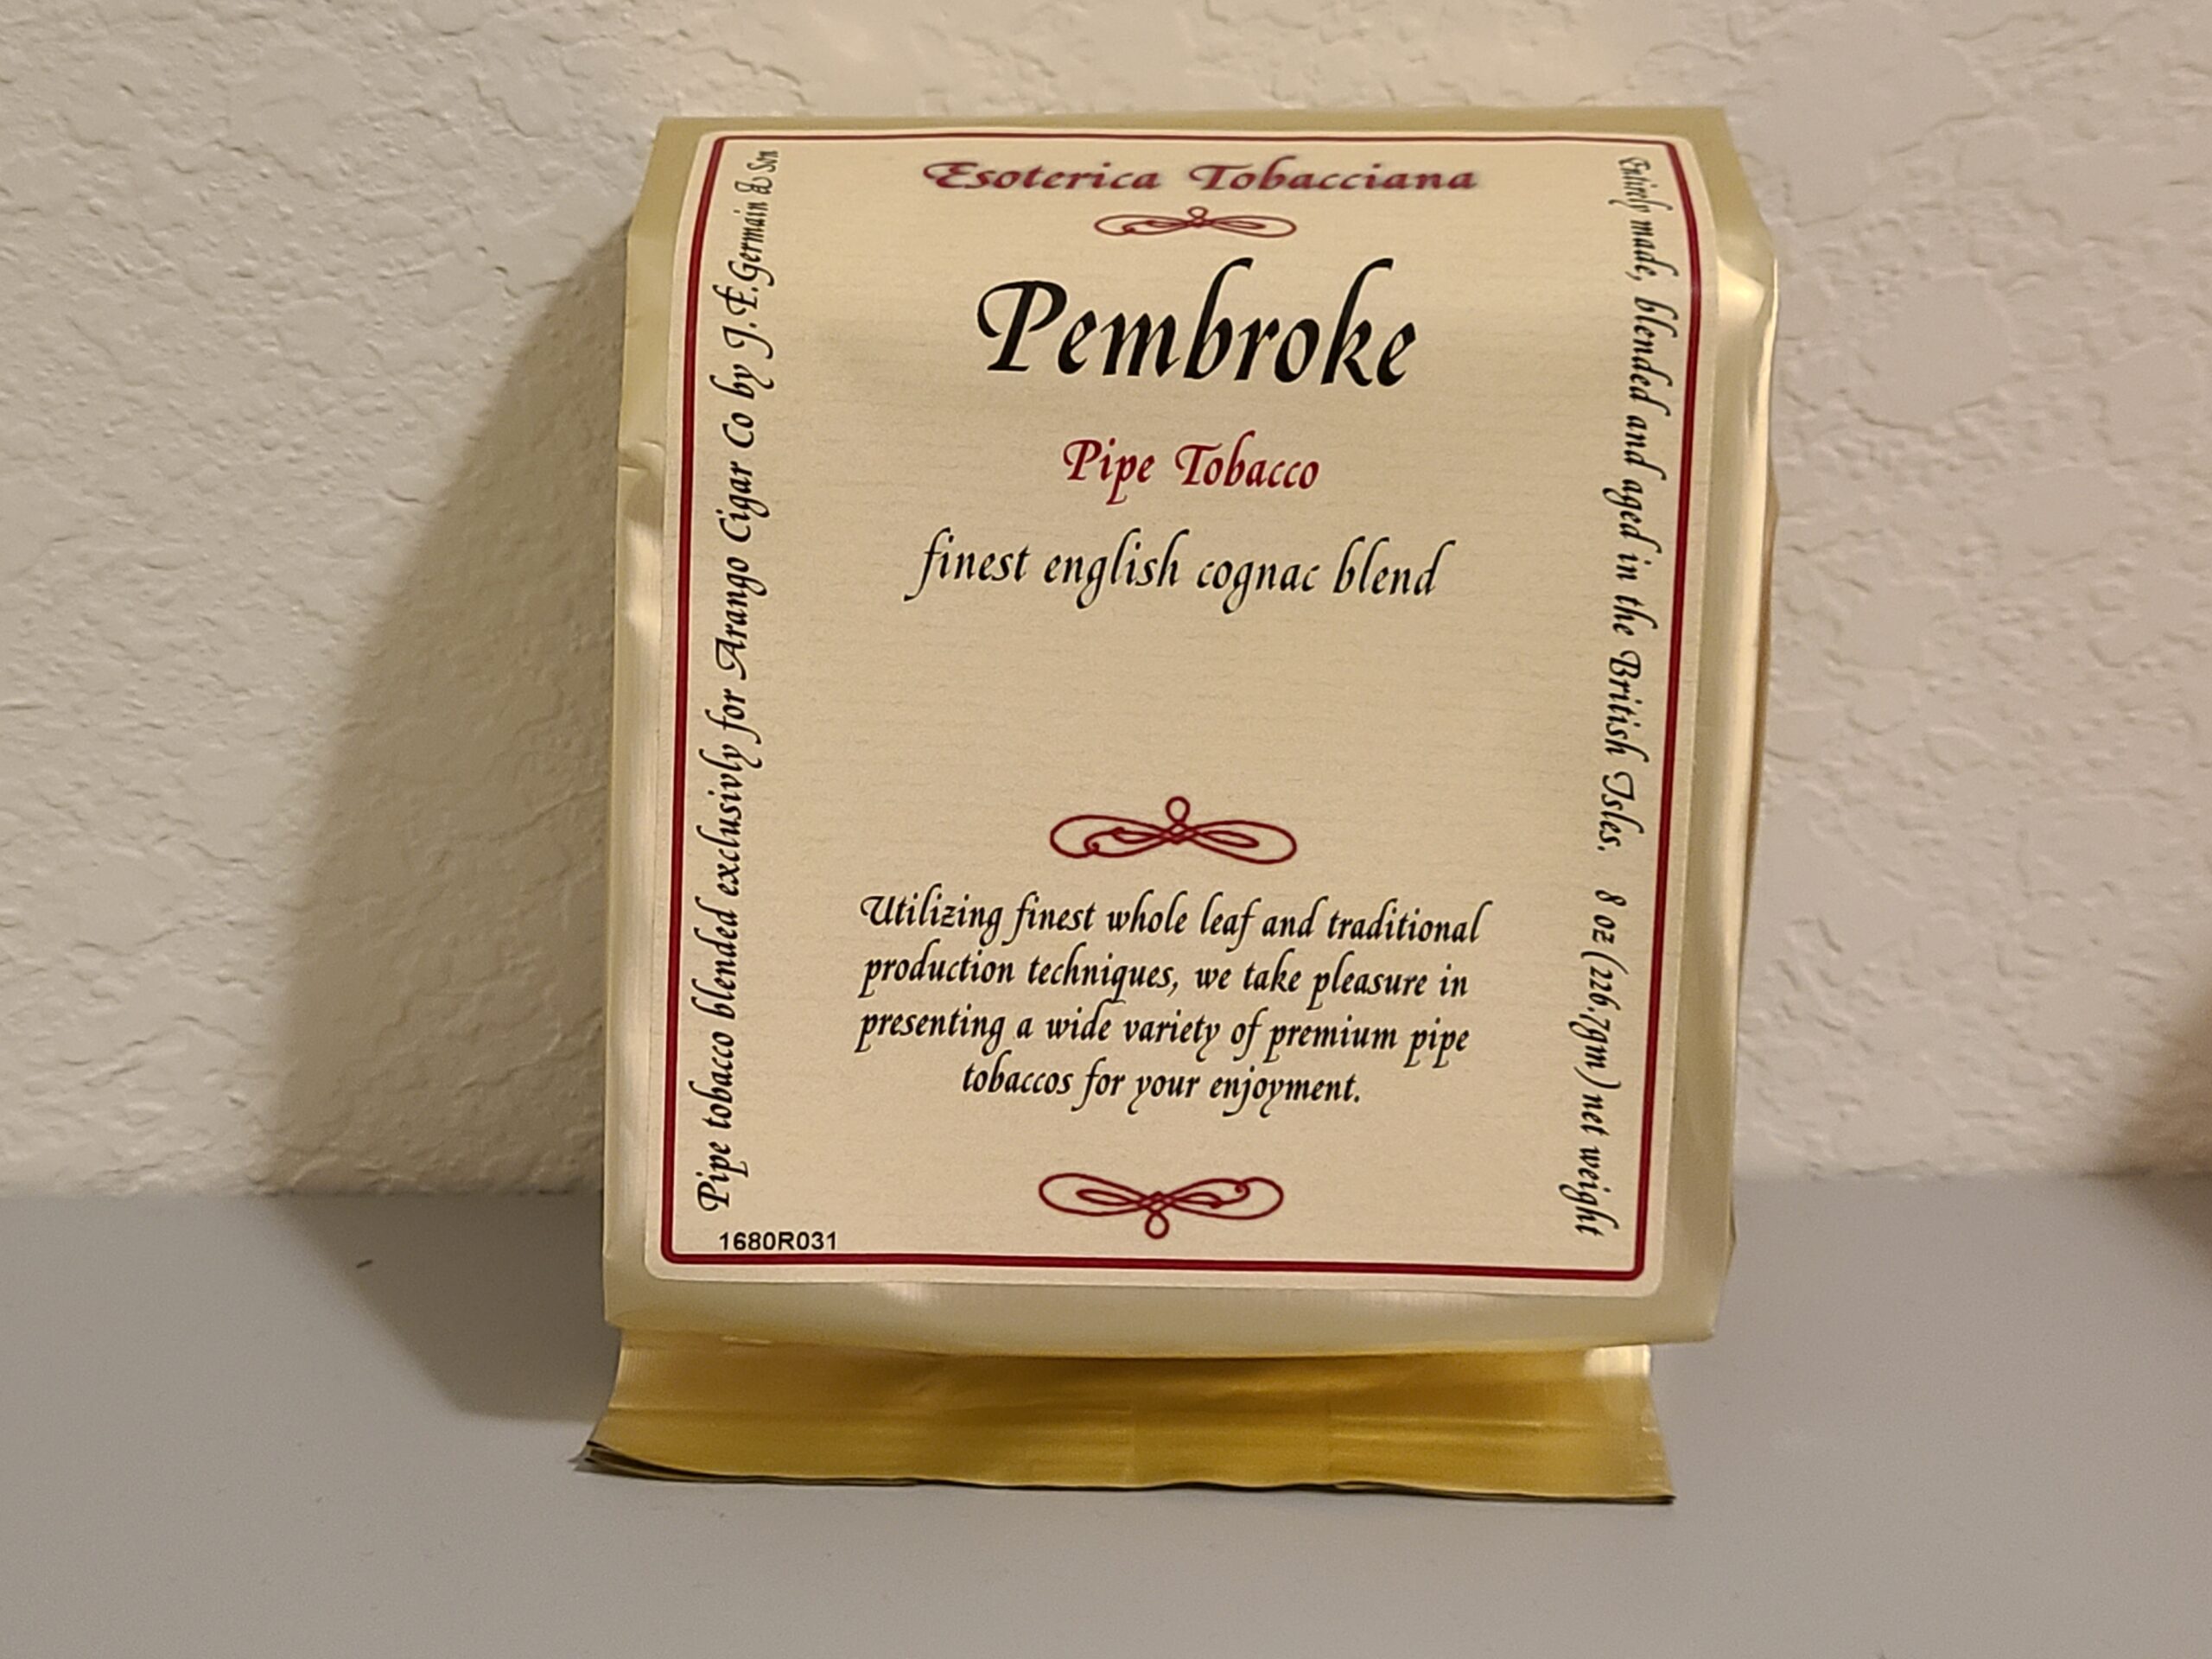 Esoterica Tobacciana
Pembroke
Pipe Tobacco
finest english cognac blend
Utilizing finest whole leaf and traditional
production techniques, we take pleasure in
presenting a wide variety of premium pipe
tobaccos for your enjoyment.
Pipe tobacco blended exclusivly for Arango Cigar Co by J.E.Germain & Son
Entirely made, blended and aged in the British Isles. 8 oz (226.7gm) net weight
1680R031